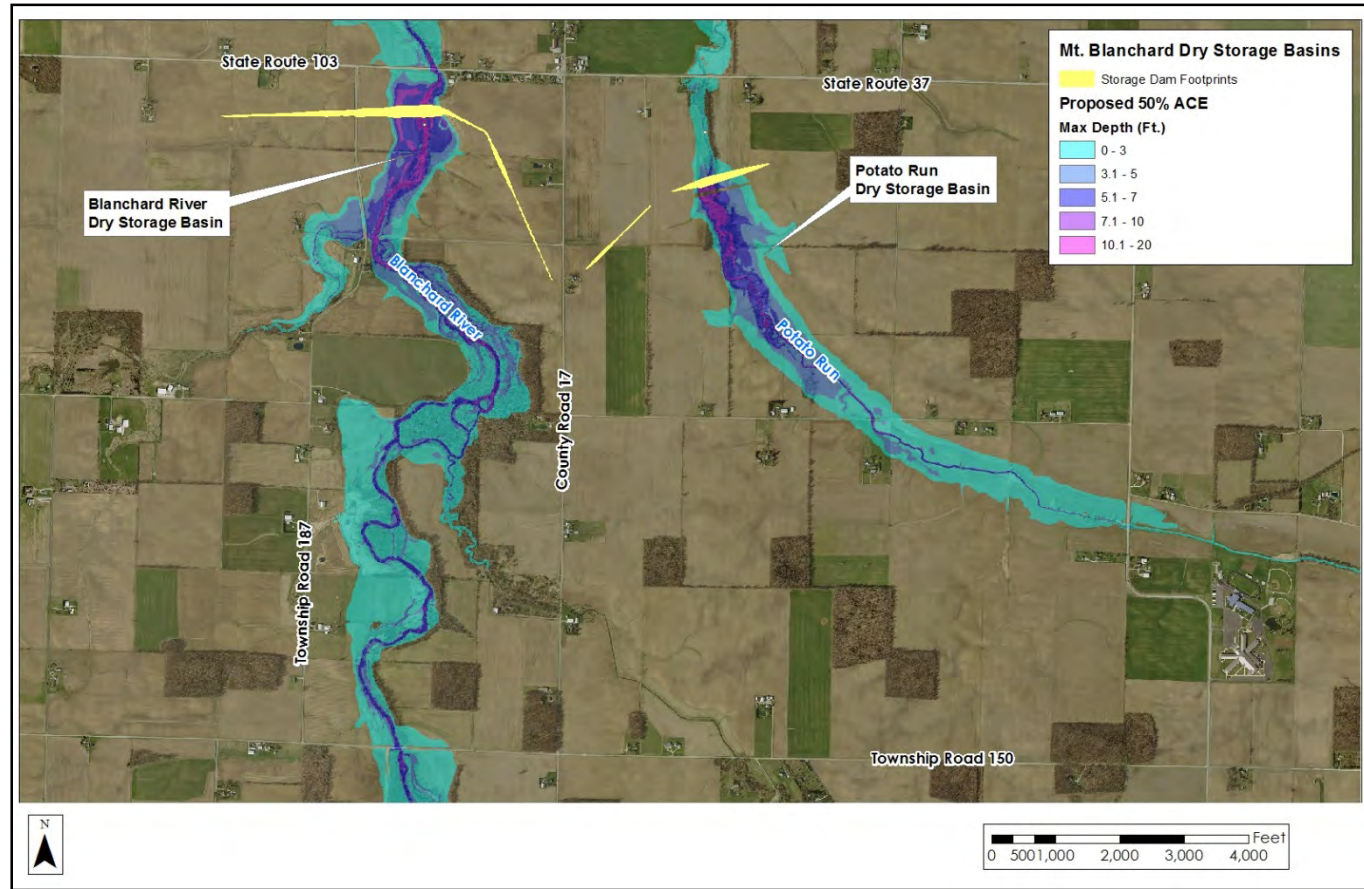 State Route 103
State Route 37
Mt. Blanchard Dry Storage Basins
Storage Dam Footprints
Proposed 50% ACE
Max Depth (Ft.)
0 - 3
3.1 - 5
5.1 - 7
7.1 - 10
10.1 - 20
Blanchard River
Dry Storage Basin
Potato Run
Dry Storage Basin
Blanchard River
Potato Run
County Road 17
Township Road 187
Township Road 150
N
Feet
0 5001,000 2,000 3,000 4,000